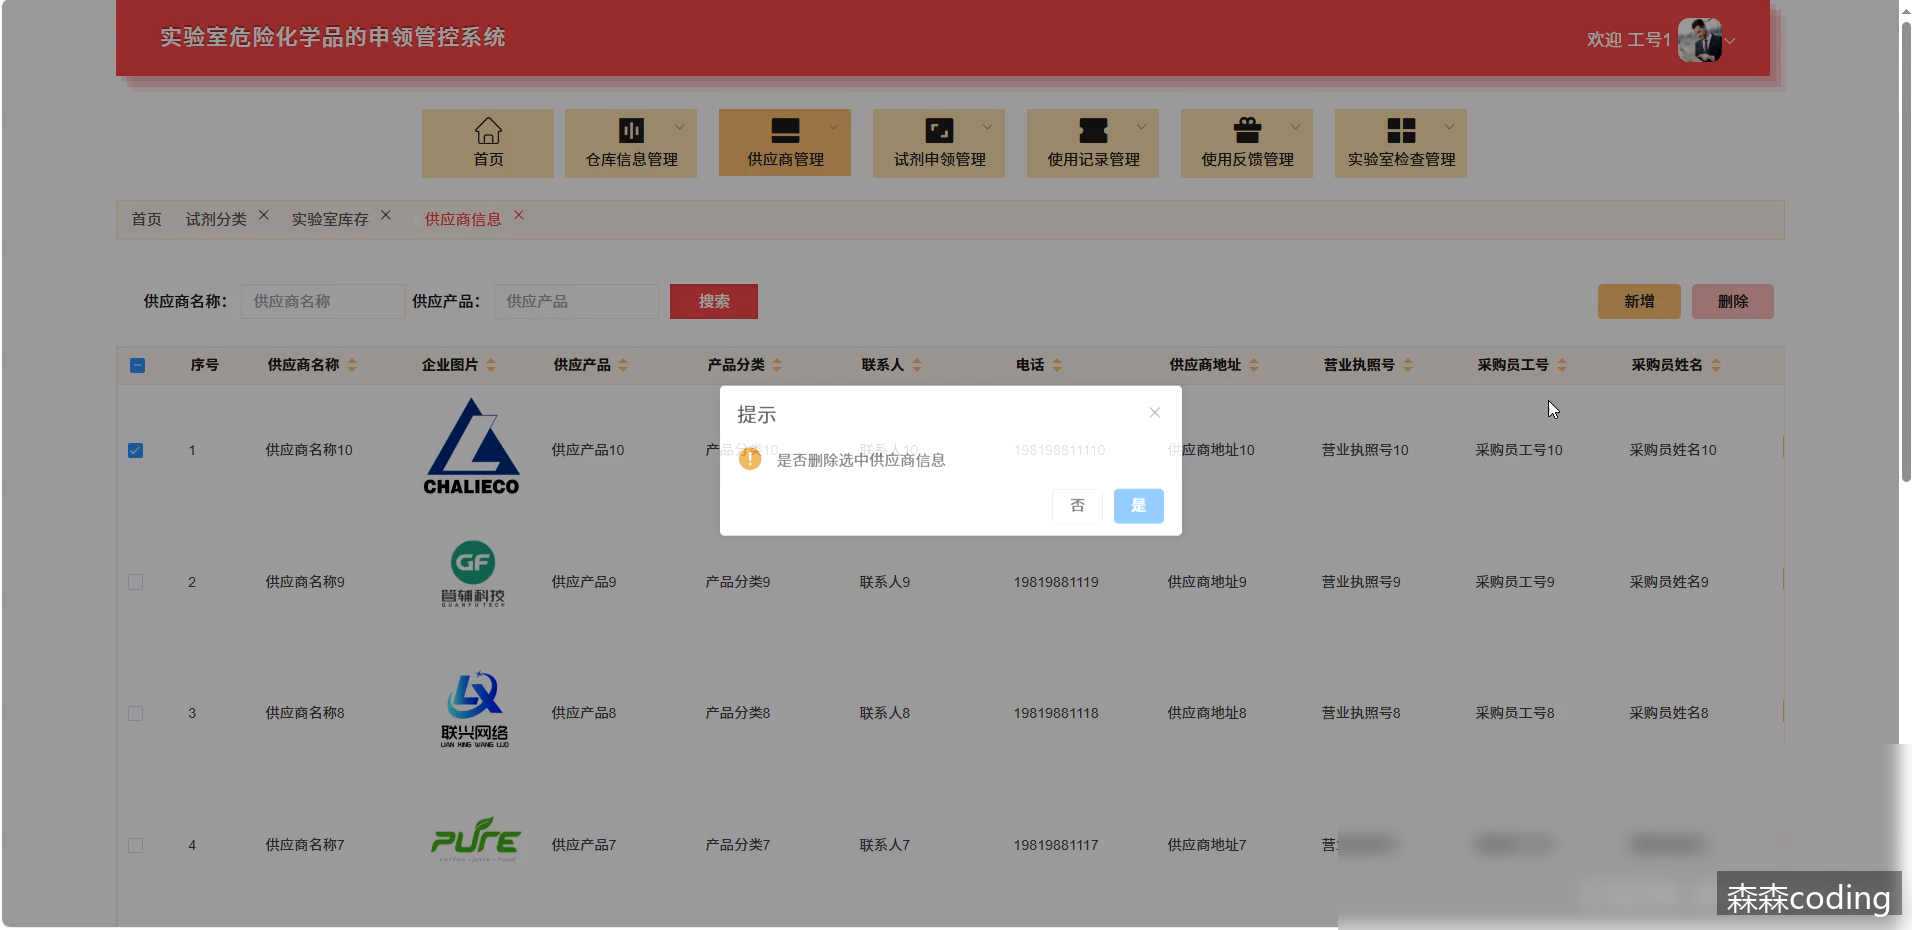 实验室危险化学品的申领管控系统
欢迎 工号1
首页
仓库信息管理
供应商管理
试剂申领管理
使用记录管理
使用反馈管理
实验室检查管理
首页 试剂分类 实验室库存 供应商信息
供应商名称: 供应商名称 供应产品: 供应产品 搜索 新增 删除
序号 供应商名称 企业图片 供应产品 产品分类 联系人 电话 供应商地址 营业执照号 采购员工号 采购员姓名
1 供应商名称10 CHALIECO 供应产品10 产品分类10 联系人10 198198811110 供应商地址10 营业执照号10 采购员工号10 采购员姓名10
提示
是否删除选中供应商信息
否 是
2 供应商名称9 GF 管辅科技 GUANFU TECH 供应产品9 产品分类9 联系人9 19819881119 供应商地址9 营业执照号9 采购员工号9 采购员姓名9
3 供应商名称8 LX 联兴网络 LIAN XING WANG LUO 供应产品8 产品分类8 联系人8 19819881118 供应商地址8 营业执照号8 采购员工号8 采购员姓名8
4 供应商名称7 PURE coffee·juice·food 供应产品7 产品分类7 联系人7 19819881117 供应商地址7 营
森森coding